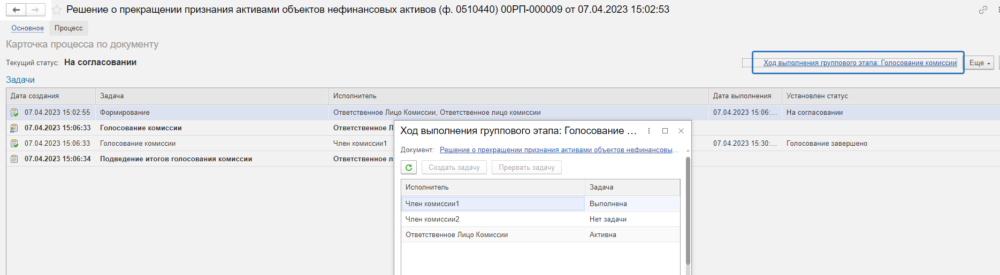 Решение о прекращении признания активами объектов нефинансовых активов (ф. 0510440) 00РП-000009 от 07.04.2023 15:02:53
Основное Процесс
Карточка процесса по документу
Текущий статус: На согласовании
Ход выполнения группового этапа: Голосование комиссии Еще
Задачи
Дата создания Задача Исполнитель Дата выполнения Установлен статус
07.04.2023 15:02:55 Формирование Ответственное Лицо Комиссии, Ответственное лицо комиссии 07.04.2023 15:06:... На согласовании
07.04.2023 15:06:33 Голосование комиссии Ответственное Л
07.04.2023 15:06:33 Голосование комиссии Член комиссии1 07.04.2023 15:30:... Голосование завершено
07.04.2023 15:06:34 Подведение итогов голосования комиссии Ответственное л
Ход выполнения группового этапа: Голосование ...
Документ: Решение о прекращении признания активами объектов нефинансовы...
Создать задачу Прервать задачу
Исполнитель Задача
Член комиссии1 Выполнена
Член комиссии2 Нет задачи
Ответственное Лицо Комиссии Активна